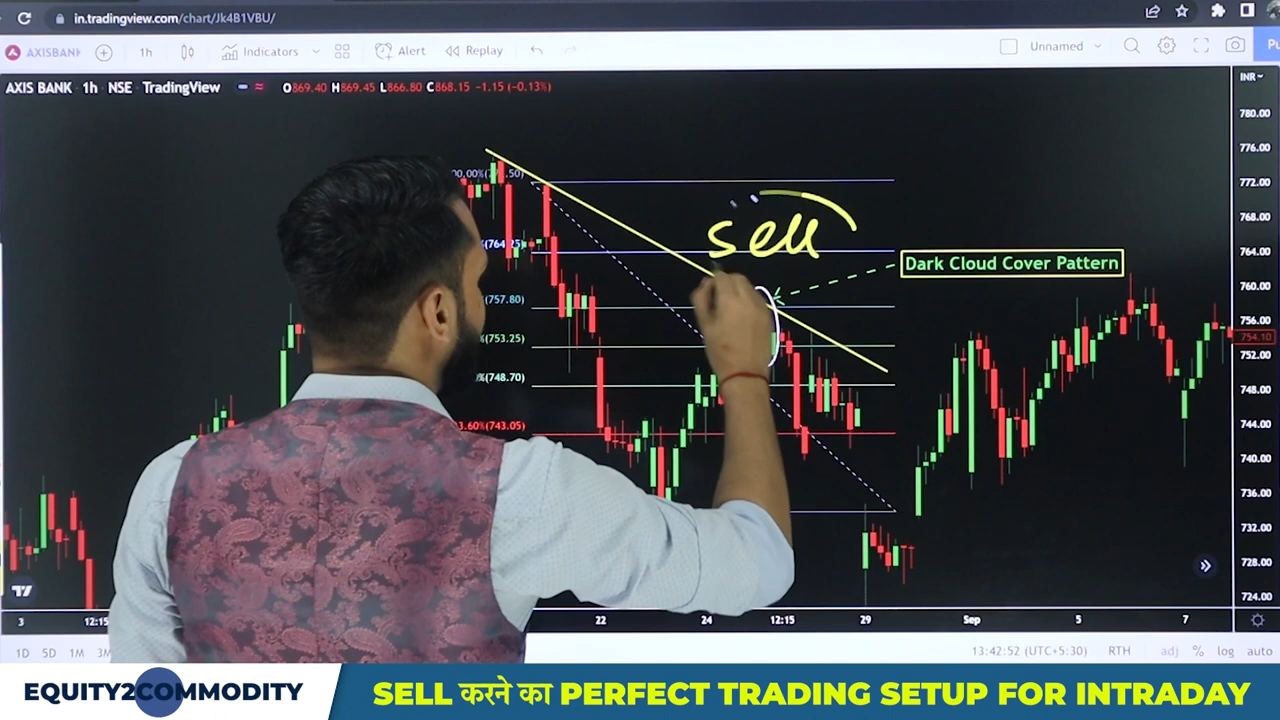 in.tradingview.com/chart/Jk4B1VBU/
AXISBANK 1h Indicators Alert Replay Unnamed
AXIS BANK · 1h · NSE · TradingView O869.40 H869.45 L866.80 C868.15 -1.15 (-0.13%)
INR
780.00
776.00
772.00
768.00
764.00
760.00
756.00
754.10
752.00
748.00
744.00
740.00
736.00
732.00
728.00
724.00
sell
Dark Cloud Cover Pattern
(757.80)
(753.25)
(748.70)
(743.05)
3 12:15 22 24 12:15 29 Sep 5 7
1D 5D 1M 13:42:52 (UTC+5:30) RTH adj % log auto
EQUITY2COMMODITY
SELL करने का PERFECT TRADING SETUP FOR INTRADAY